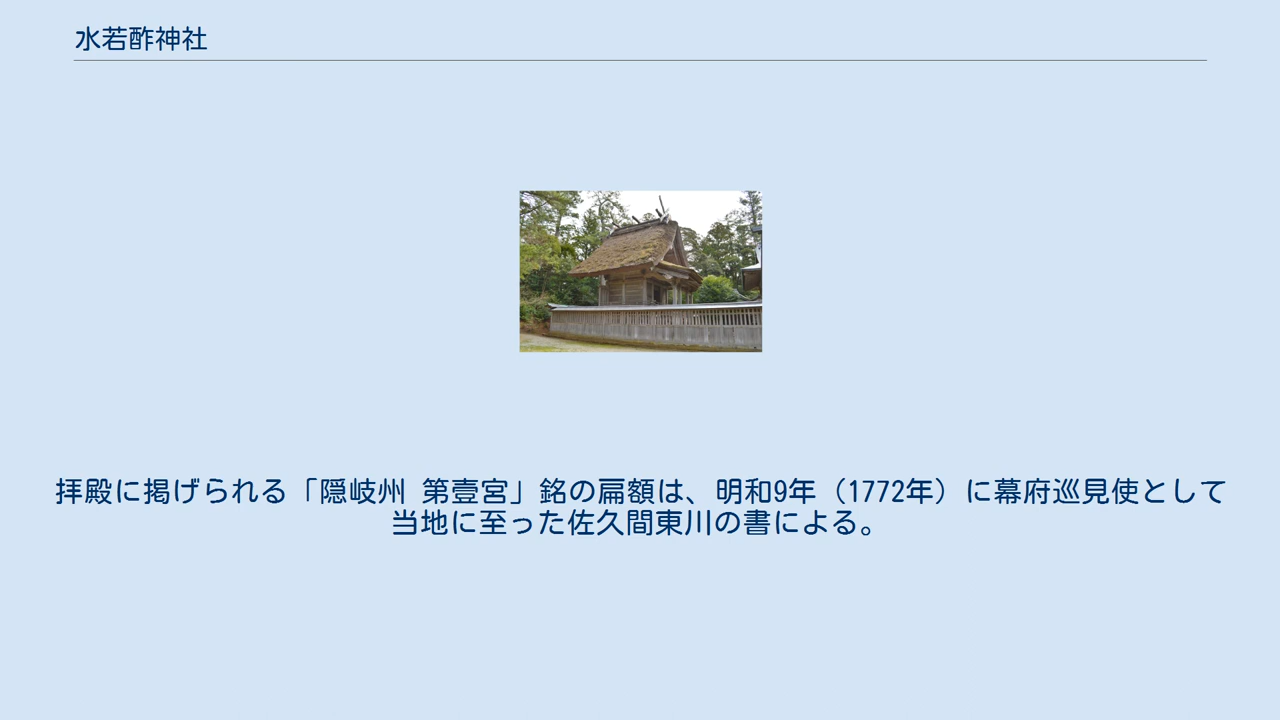 水若酢神社
拝殿に掲げられる「隠岐州 第壹宮」銘の扁額は、明和9年（1772年）に幕府巡見使として
当地に至った佐久間東川の書による。